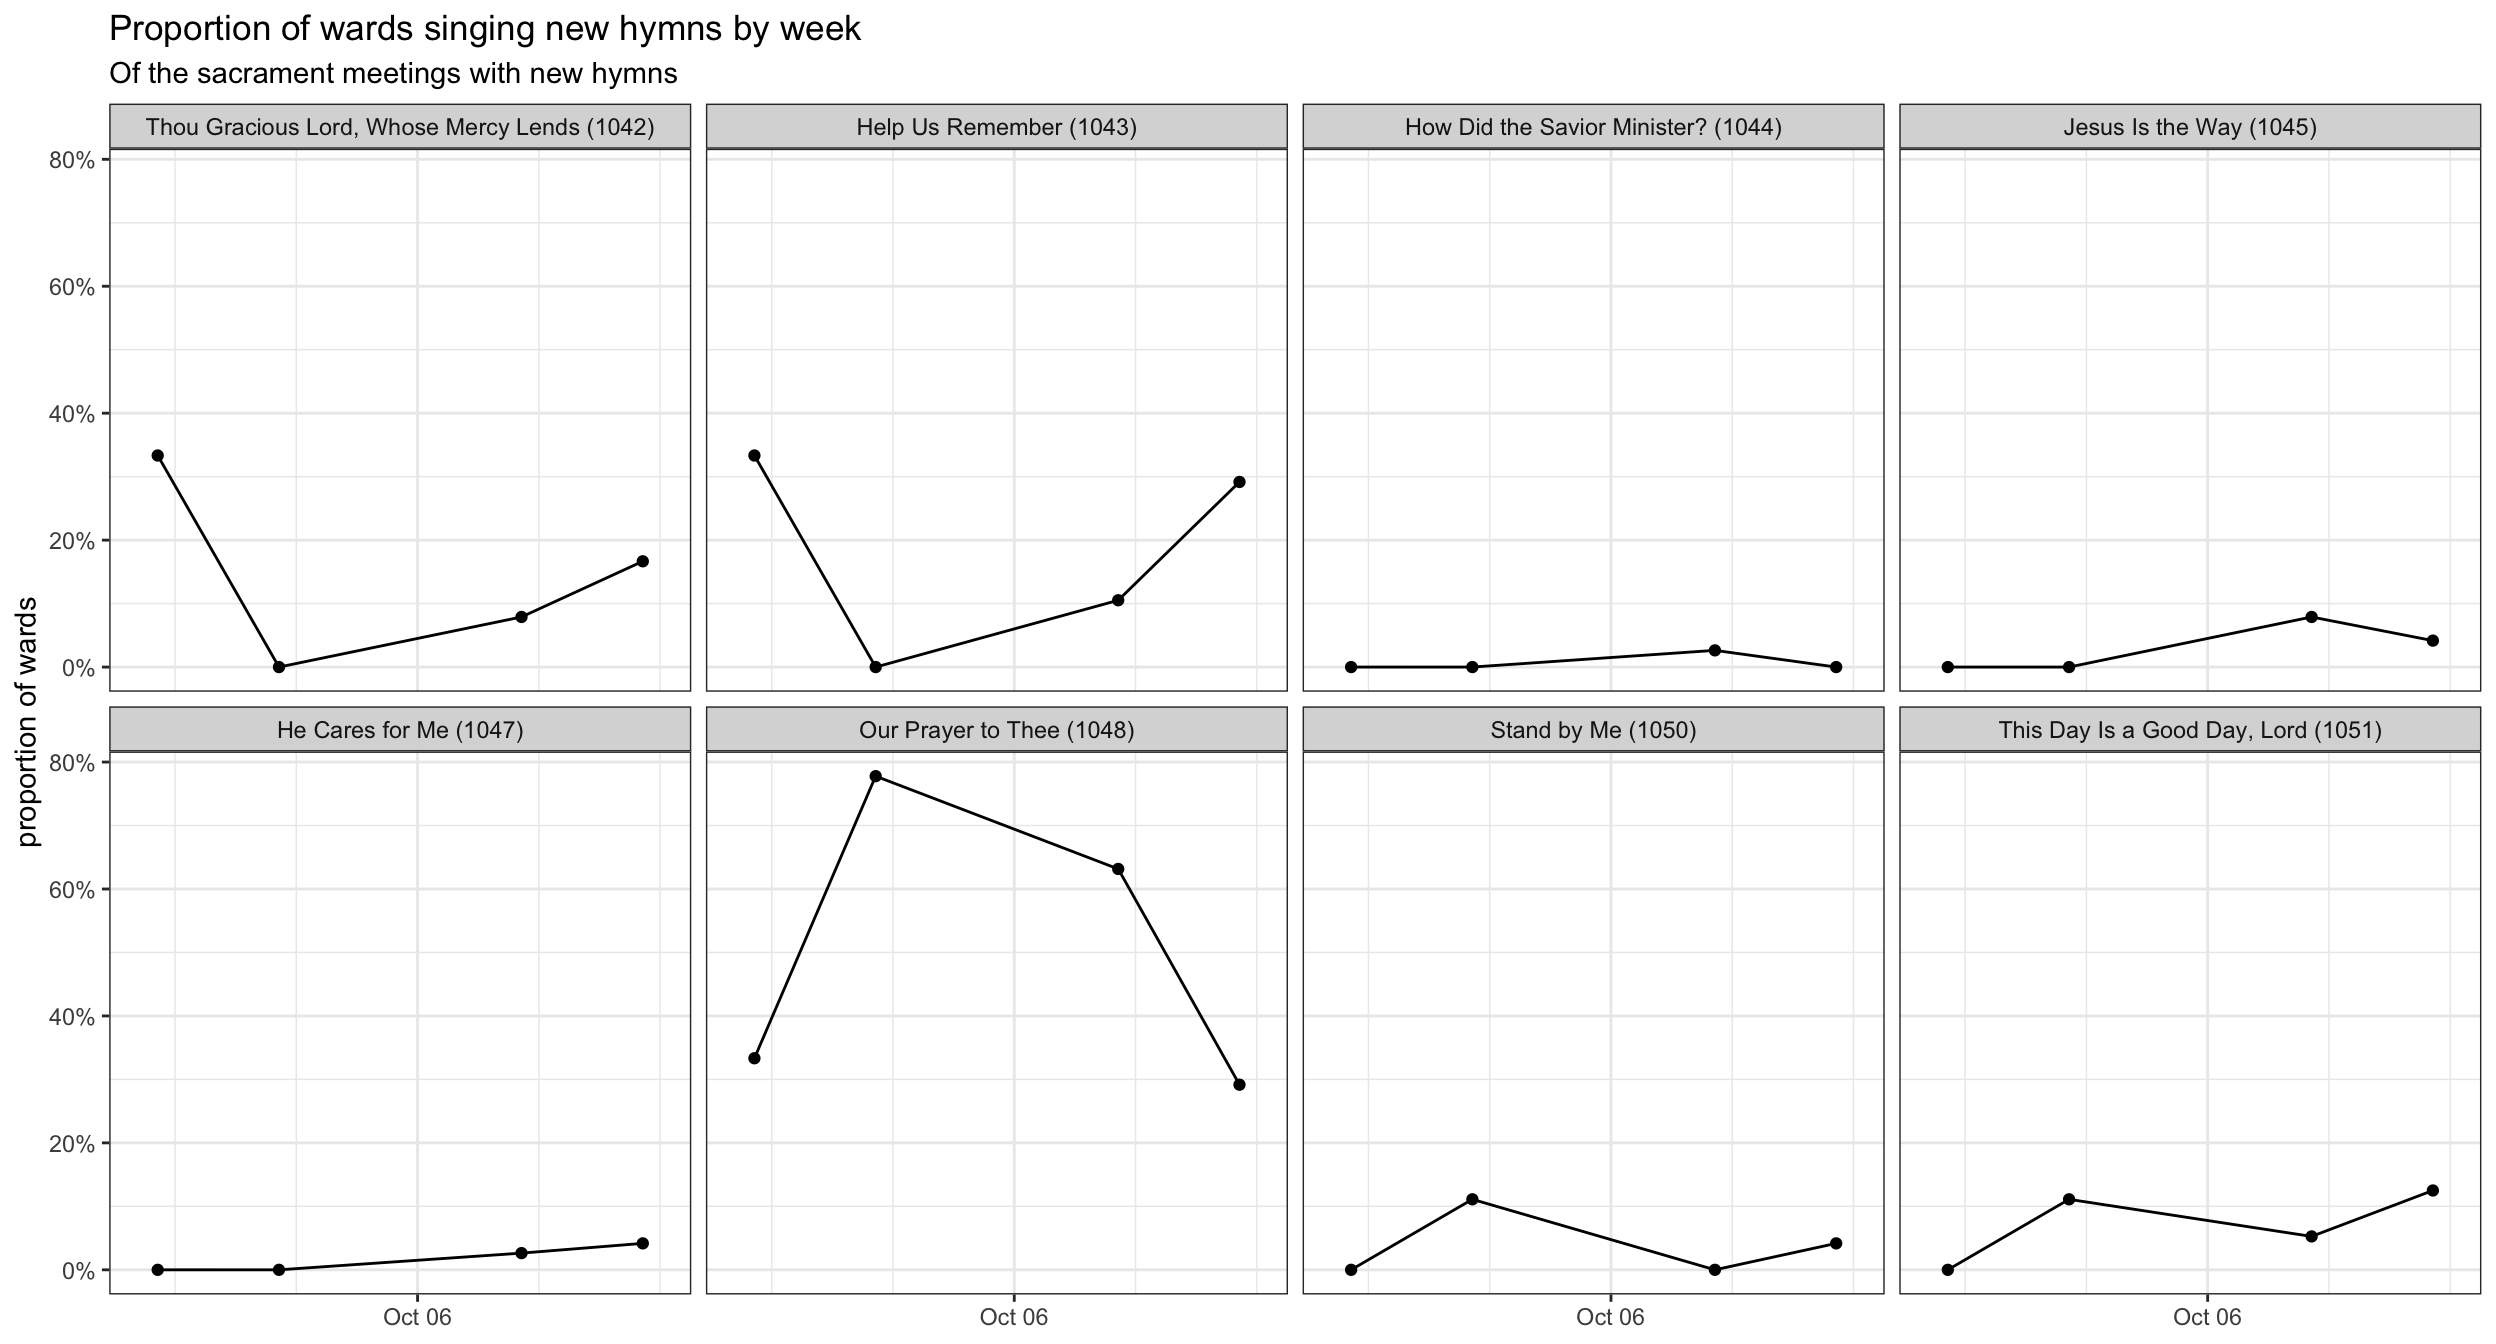 Proportion of wards singing new hymns by week
Of the sacrament meetings with new hymns
Thou Gracious Lord, Whose Mercy Lends (1042)
Help Us Remember (1043)
How Did the Savior Minister? (1044)
Jesus Is the Way (1045)
80%
60%
40%
20%
0%
proportion of wards
He Cares for Me (1047)
Our Prayer to Thee (1048)
Stand by Me (1050)
This Day Is a Good Day, Lord (1051)
80%
60%
40%
20%
0%
Oct 06
Oct 06
Oct 06
Oct 06